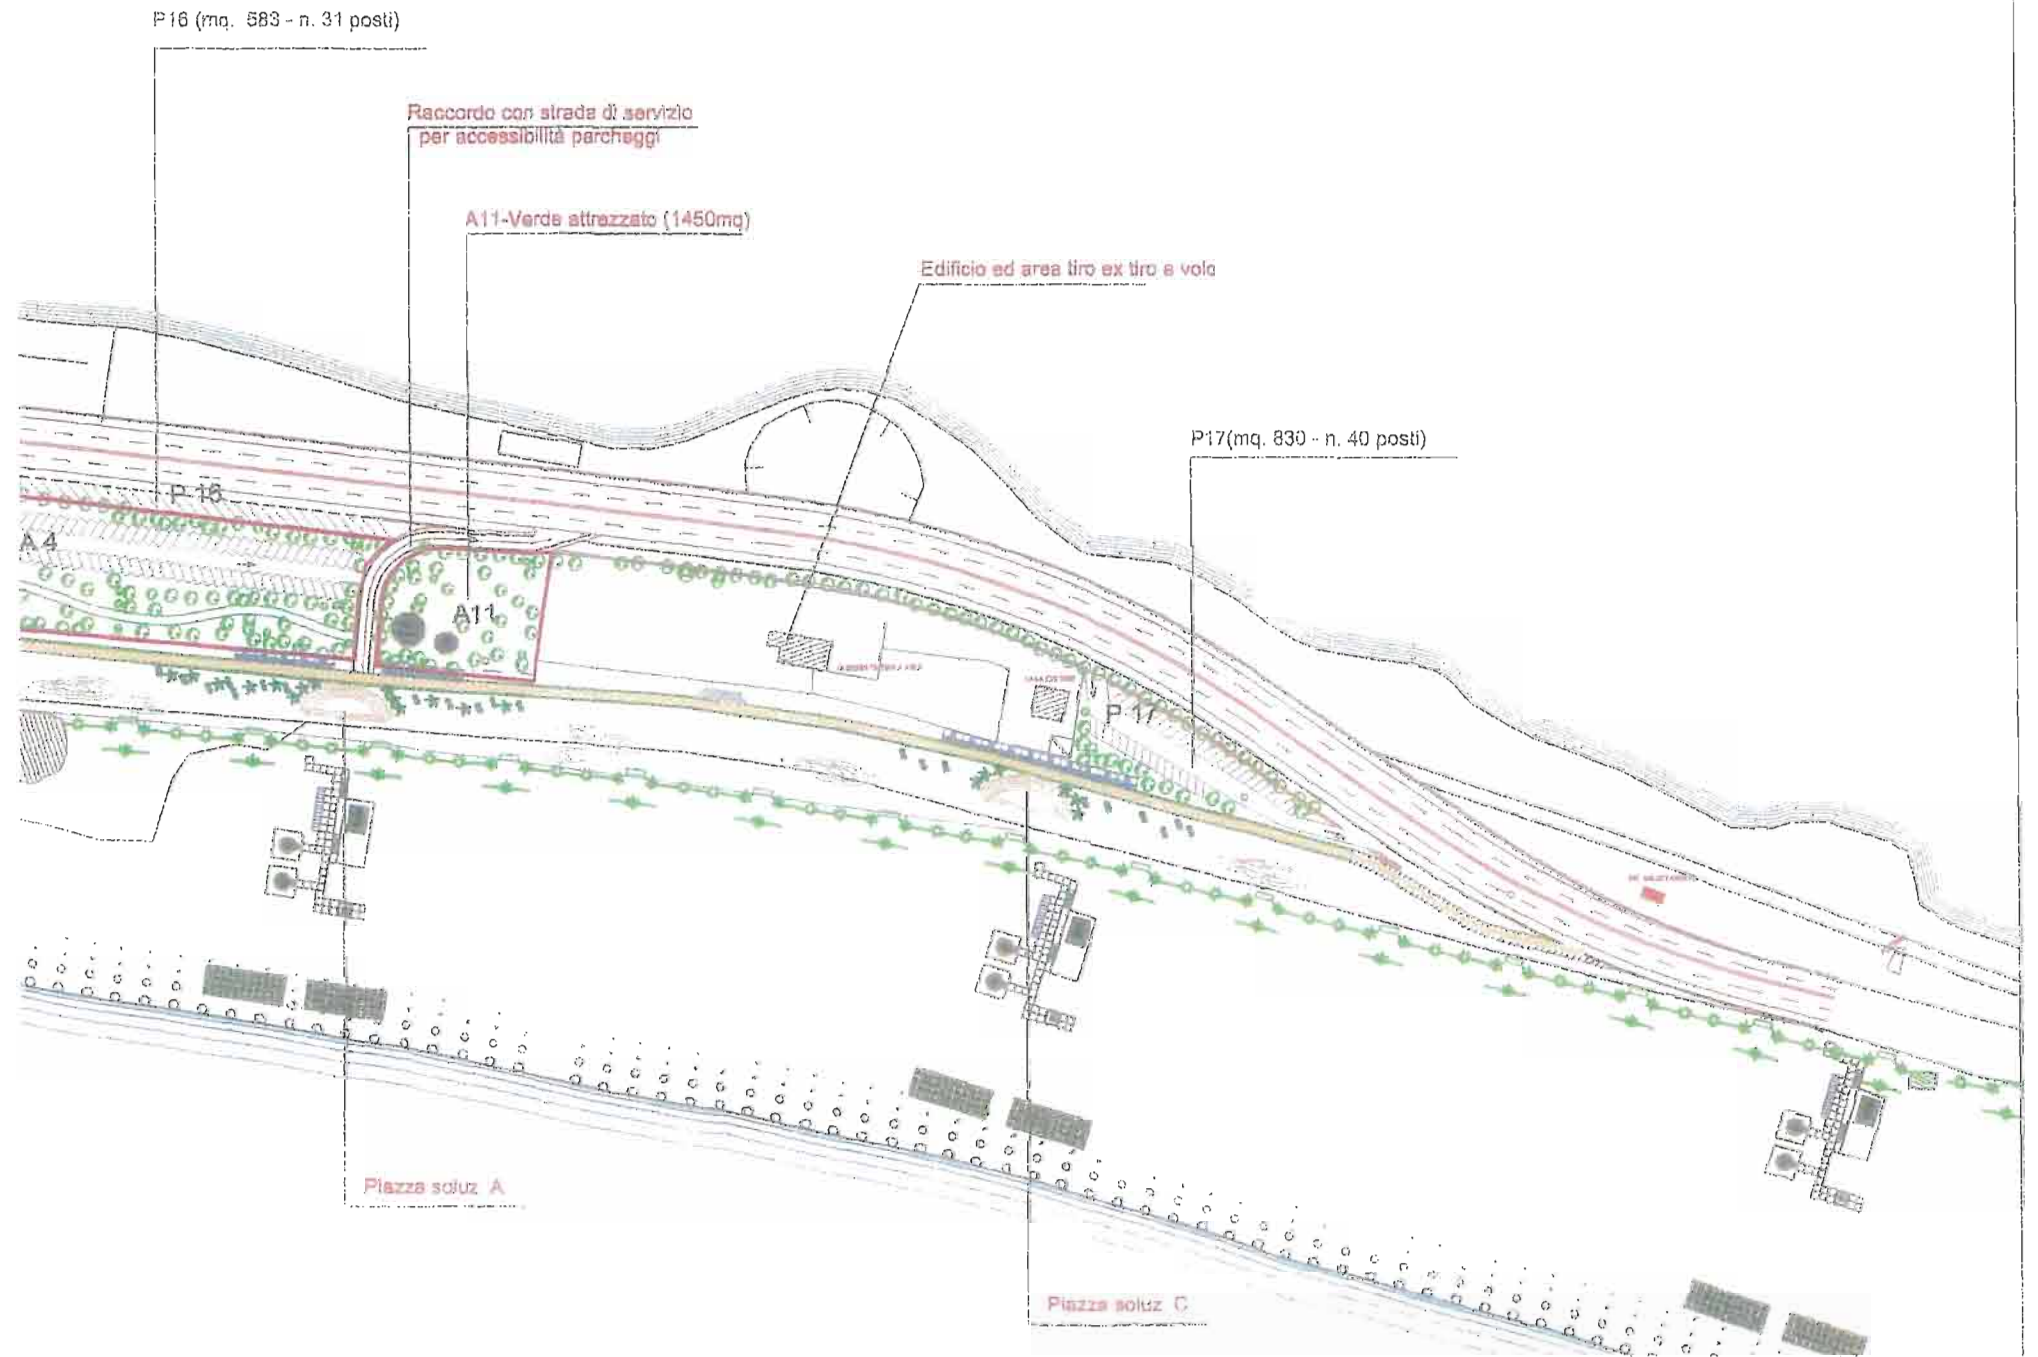 P16 (mq. 583 - n. 31 posti)
Raccordo con strada di servizio
per accessibilità parcheggi
A11-Verde attrezzato (1450mq)
Edificio ed area tiro ex tiro a volo
P17(mq. 830 - n. 40 posti)
P 16
A 4
A11
P 17
Piazza soluz A
Piazza soluz C